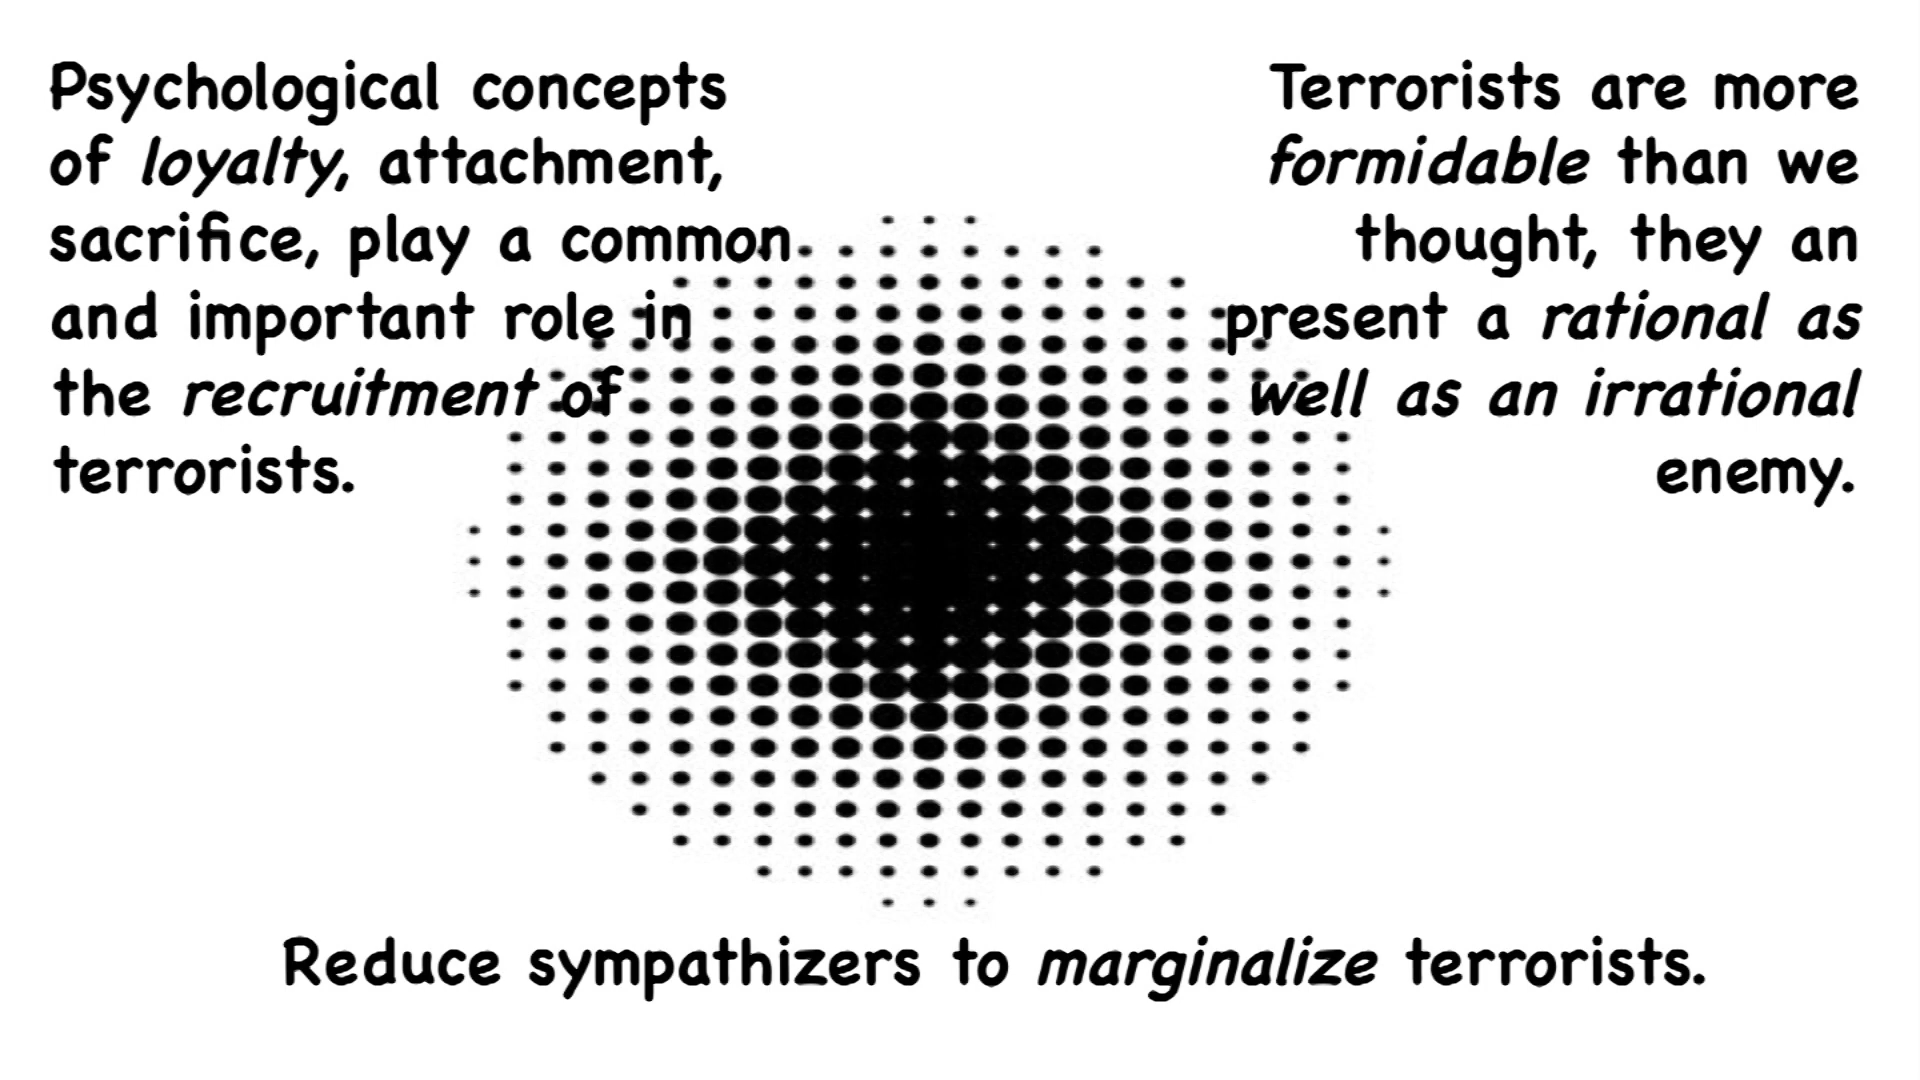 Psychological concepts
of loyalty, attachment,
sacrifice, play a common
and important role in
the recruitment of
terrorists.
Terrorists are more
formidable than we
thought, they an
present a rational as
well as an irrational
enemy.
Reduce sympathizers to marginalize terrorists.